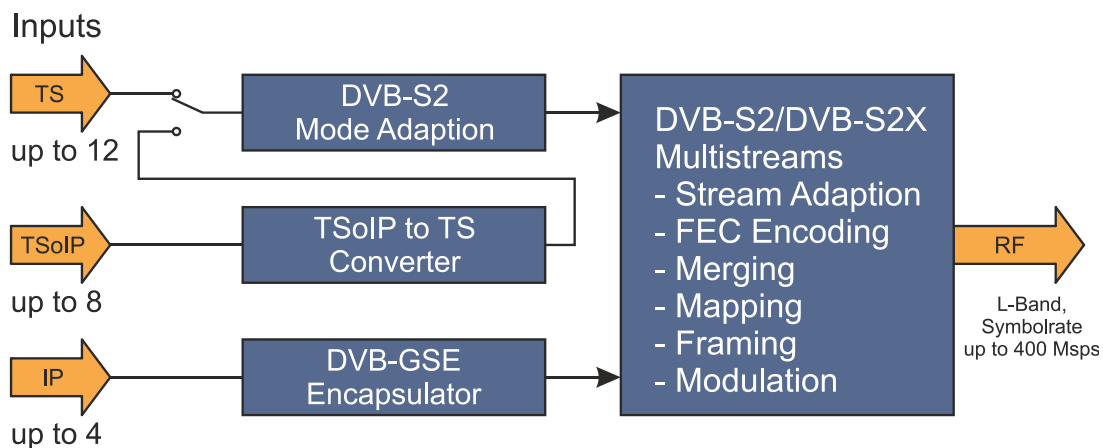 Inputs
TS
up to 12
DVB-S2
Mode Adaption
TSoIP
up to 8
TSoIP to TS
Converter
IP
up to 4
DVB-GSE
Encapsulator
DVB-S2/DVB-S2X
Multistreams
- Stream Adaption
- FEC Encoding
- Merging
- Mapping
- Framing
- Modulation
RF
L-Band,
Symbolrate
up to 400 Msps